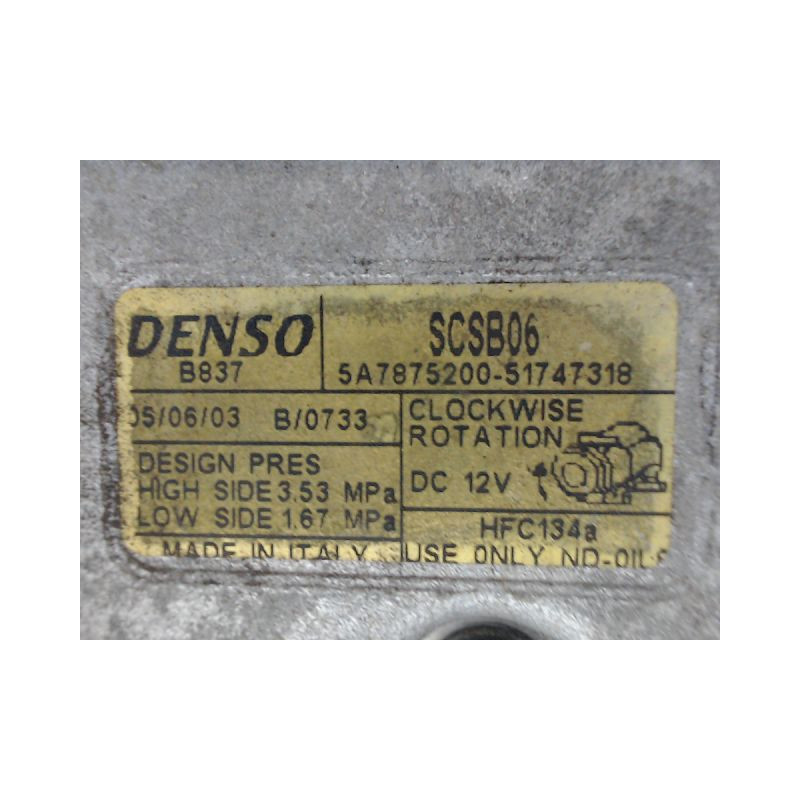 DENSO
B837
SCSB06
5A7875200-51747318
05/06/03 B/0733
DESIGN PRES
HIGH SIDE 3.53 MPa
LOW SIDE 1.67 MPa
MADE IN ITALY
CLOCKWISE
ROTATION
DC 12V
HFC134a
USE ONLY ND-OIL